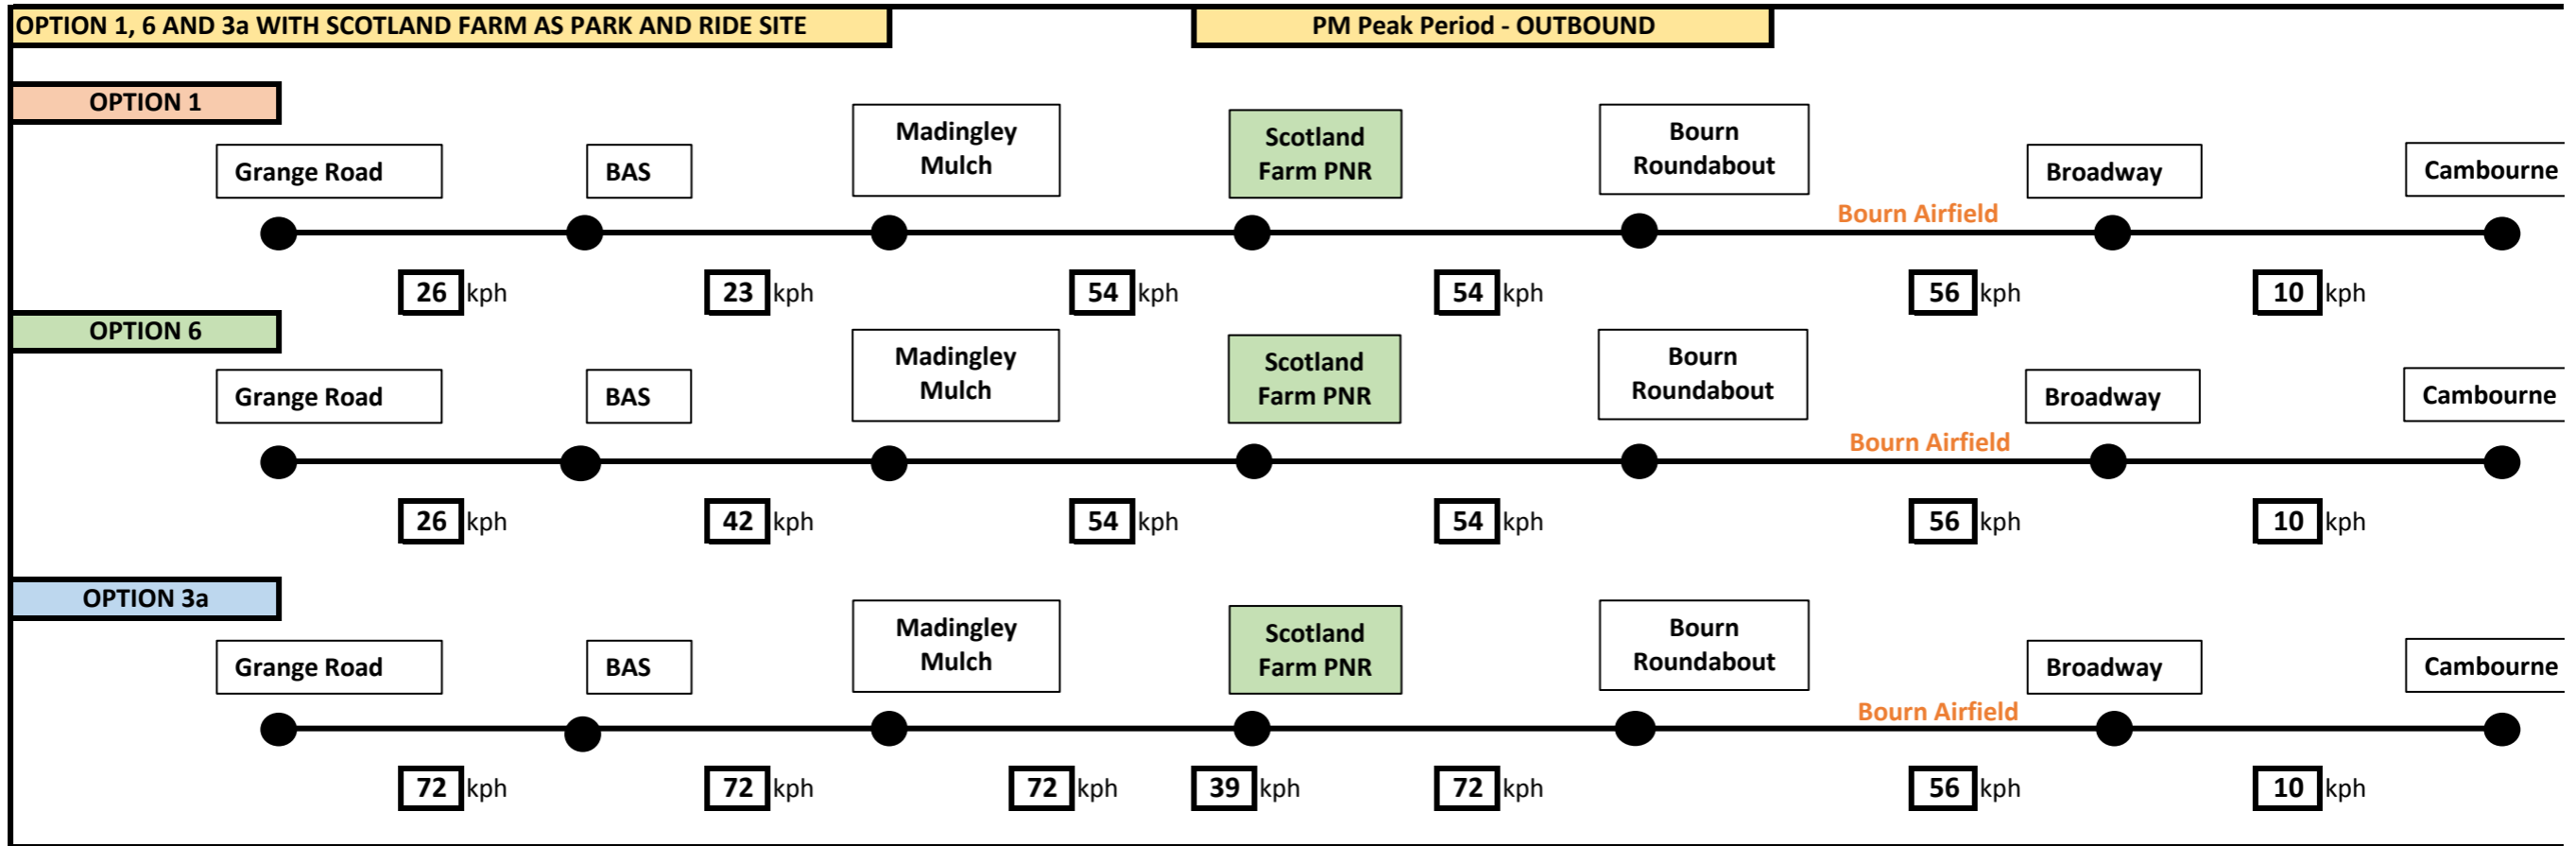 OPTION 1, 6 AND 3a WITH SCOTLAND FARM AS PARK AND RIDE SITE
PM Peak Period - OUTBOUND
OPTION 1
Grange Road
BAS
Madingley
Mulch
Scotland
Farm PNR
Bourn
Roundabout
Bourn Airfield
Broadway
Cambourne
26 kph
23 kph
54 kph
54 kph
56 kph
10 kph
OPTION 6
Grange Road
BAS
Madingley
Mulch
Scotland
Farm PNR
Bourn
Roundabout
Bourn Airfield
Broadway
Cambourne
26 kph
42 kph
54 kph
54 kph
56 kph
10 kph
OPTION 3a
Grange Road
BAS
Madingley
Mulch
Scotland
Farm PNR
Bourn
Roundabout
Bourn Airfield
Broadway
Cambourne
72 kph
72 kph
72 kph
39 kph
72 kph
56 kph
10 kph